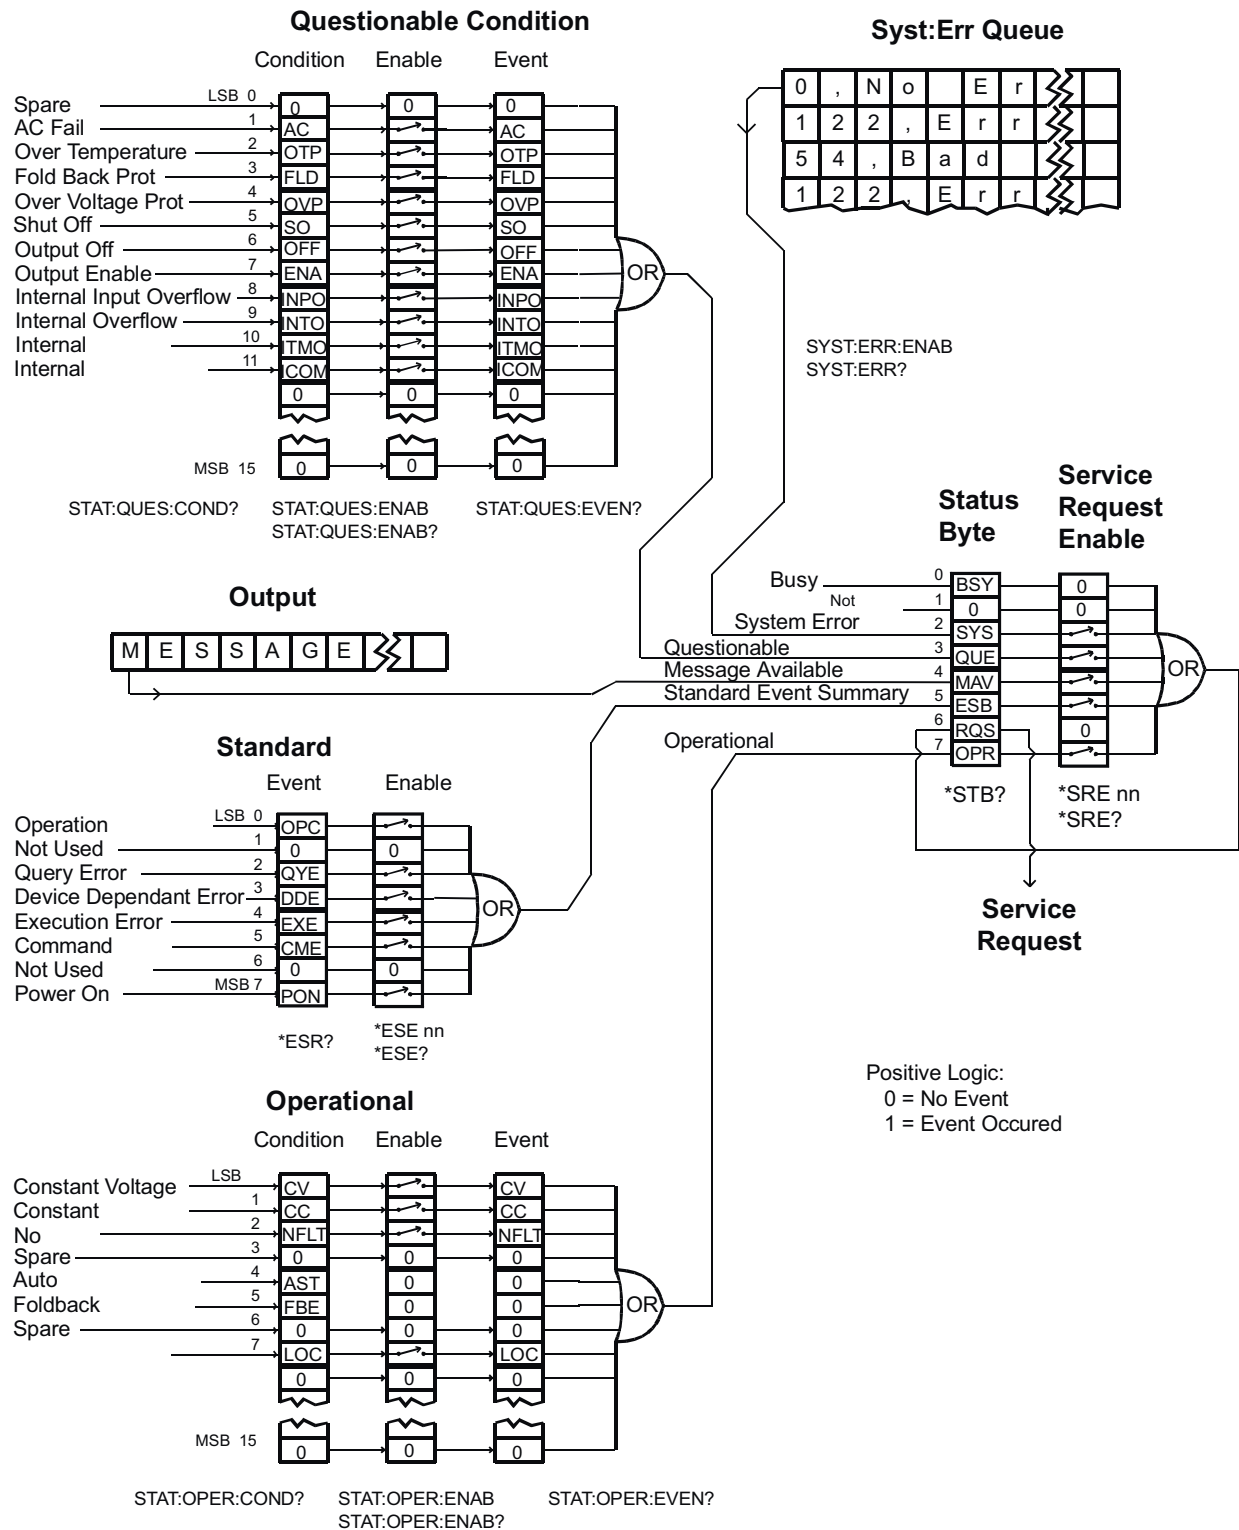 Questionable Condition
Condition Enable Event
Spare LSB 0 0 0 0
AC Fail 1 AC AC
Over Temperature 2 OTP OTP
Fold Back Prot 3 FLD FLD
Over Voltage Prot 4 OVP OVP
Shut Off 5 SO SO
Output Off 6 OFF OFF
Output Enable 7 ENA ENA
OR
Internal Input Overflow 8 INPO INPO
Internal Overflow 9 INTO INTO
Internal 10 ITMO ITMO
Internal 11 ICOM ICOM
0 0 0
MSB 15 0 0 0
STAT:QUES:COND? STAT:QUES:ENAB STAT:QUES:EVEN?
STAT:QUES:ENAB?
Syst:Err Queue
0 , N o E r
1 2 2 , E r r
5 4 , B a d
1 2 2 , E r r
SYST:ERR:ENAB
SYST:ERR?
Output
M E S S A G E
Status
Byte
Service
Request
Enable
Busy 0 BSY 0
Not 1 0 0
System Error 2 SYS
Questionable 3 QUE
OR
Message Available 4 MAV
Standard Event Summary 5 ESB
6 RQS 0
Operational 7 OPR
*STB? *SRE nn
*SRE?
Service
Request
Standard
Event Enable
Operation LSB 0 OPC
Not Used 1 0 0
Query Error 2 QYE
Device Dependant Error 3 DDE
OR
Execution Error 4 EXE
Command 5 CME
Not Used 6 0 0
Power On MSB 7 PON
*ESR? *ESE nn
*ESE?
Positive Logic:
0 = No Event
1 = Event Occured
Operational
Condition Enable Event
Constant Voltage LSB CV CV
Constant 1 CC CC
No 2 NFLT NFLT
Spare 3 0 0 0
Auto 4 AST 0 0
Foldback 5 FBE 0 0
OR
Spare 6 0 0 0
7 LOC LOC
0 0 0
MSB 15 0 0 0
STAT:OPER:COND? STAT:OPER:ENAB STAT:OPER:EVEN?
STAT:OPER:ENAB?